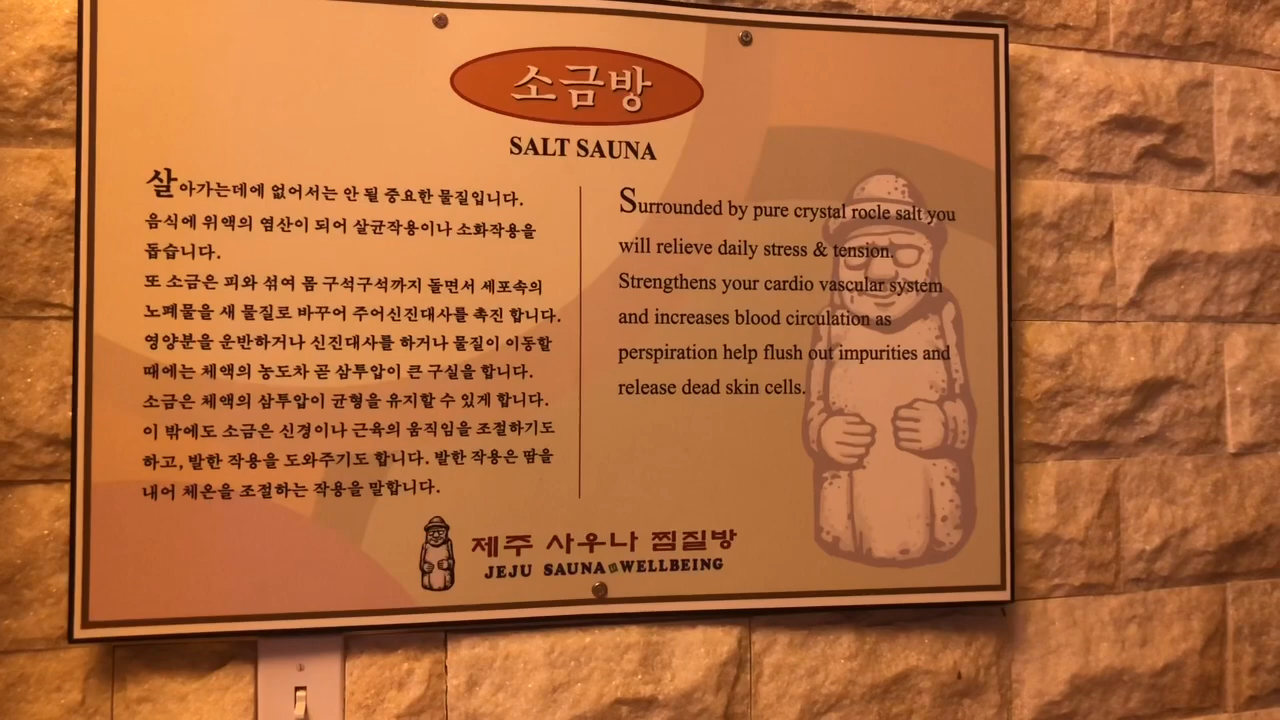 소금방
SALT SAUNA
살아가는데에 없어서는 안 될 중요한 물질입니다.
음식에 위액의 염산이 되어 살균작용이나 소화작용을
돕습니다.
또 소금은 피와 섞여 몸 구석구석까지 돌면서 세포속의
노폐물을 새 물질로 바꾸어 주어신진대사를 촉진 합니다.
영양분을 운반하거나 신진대사를 하거나 물질이 이동할
때에는 체액의 농도차 곧 삼투압이 큰 구실을 합니다.
소금은 체액의 삼투압이 균형을 유지할 수 있게 합니다.
이 밖에도 소금은 신경이나 근육의 움직임을 조절하기도
하고, 발한 작용을 도와주기도 합니다. 발한 작용은 땀을
내어 체온을 조절하는 작용을 말합니다.
Surrounded by pure crystal rocle salt you
will relieve daily stress & tension.
Strengthens your cardio vascular system
and increases blood circulation as
perspiration help flush out impurities and
release dead skin cells.
제주 사우나 찜질방
JEJU SAUNA WELLBEING